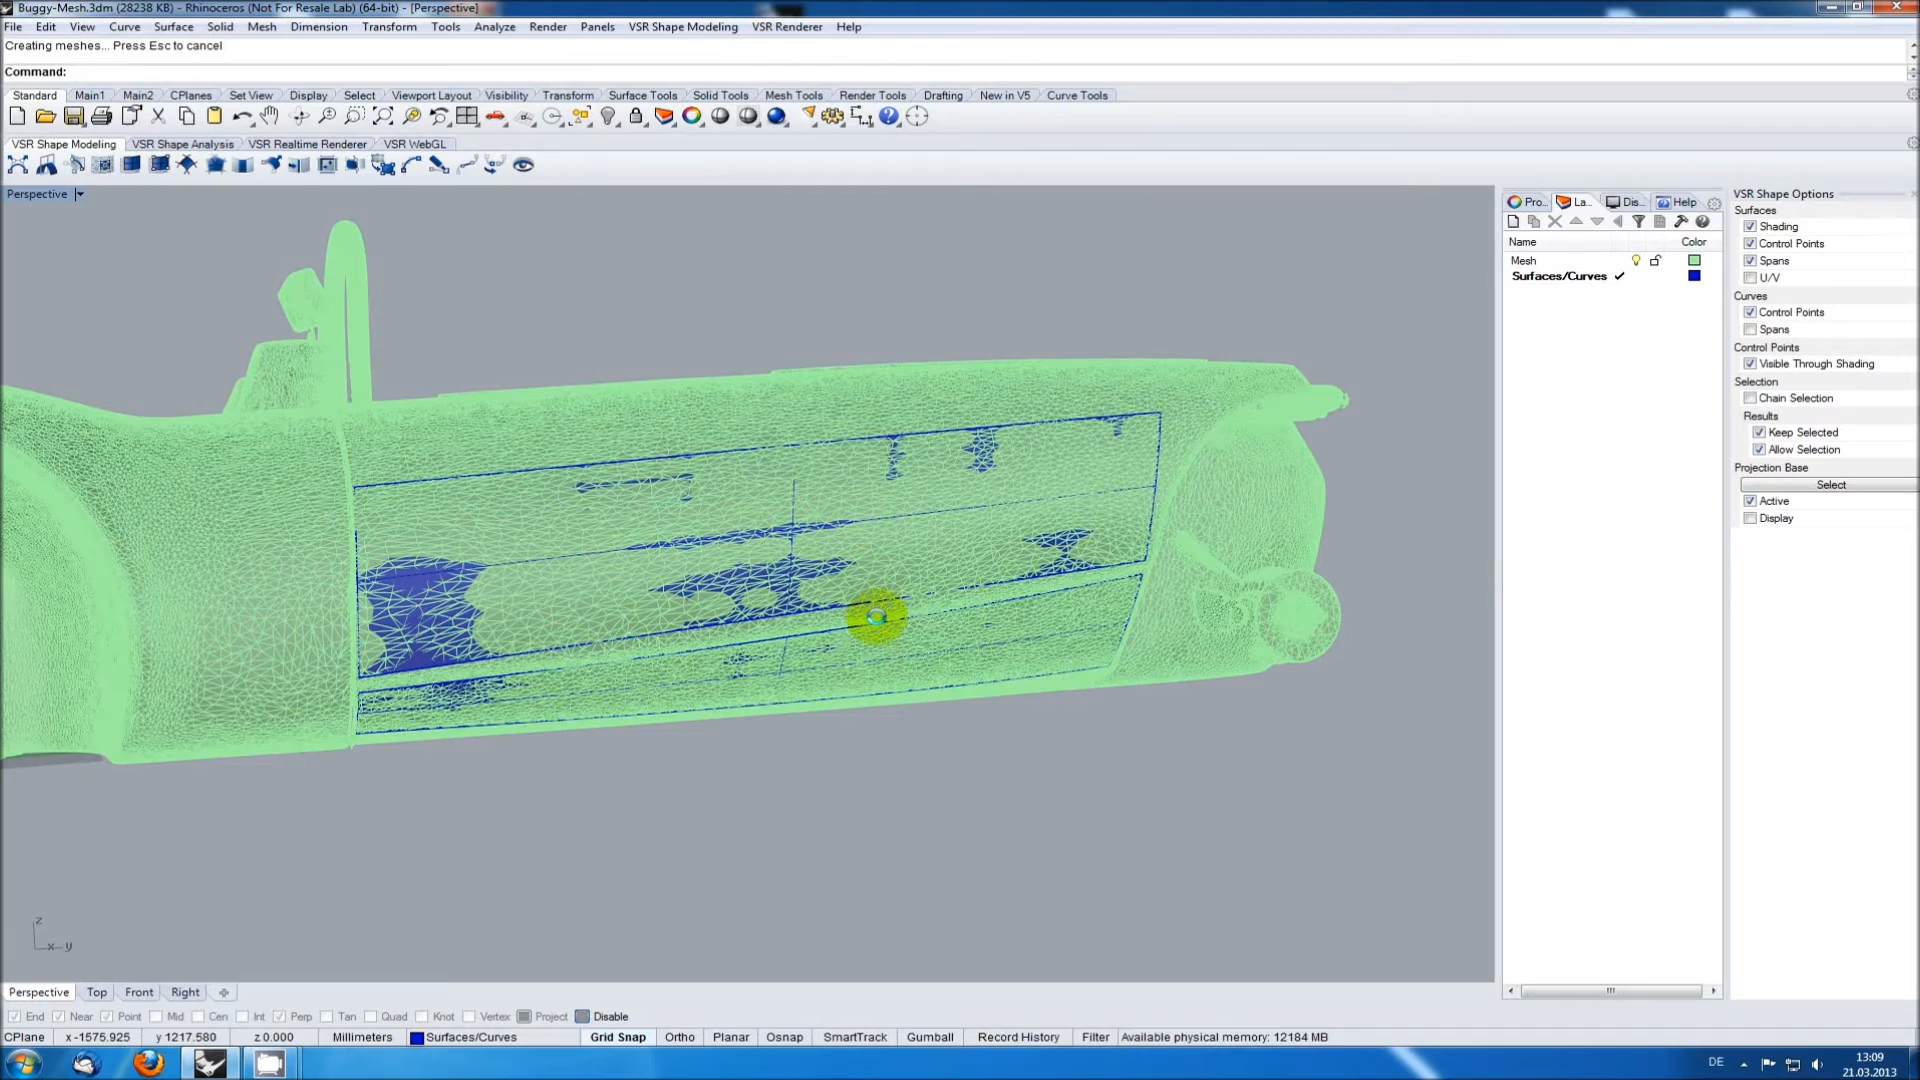 Buggy-Mesh.3dm (28238 KB) - Rhinoceros (Not For Resale Lab) (64-bit) - [Perspective]
File Edit View Curve Surface Solid Mesh Dimension Transform Tools Analyze Render Panels VSR Shape Modeling VSR Renderer Help
Creating meshes... Press Esc to cancel
Command:
Standard Main1 Main2 CPlanes Set View Display Select Viewport Layout Visibility Transform Surface Tools Solid Tools Mesh Tools Render Tools Drafting New in V5 Curve Tools
VSR Shape Modeling VSR Shape Analysis VSR Realtime Renderer VSR WebGL
Perspective
Pro... La... Dis... Help
Name Color
Mesh
Surfaces/Curves
VSR Shape Options
Surfaces
Shading
Control Points
Spans
U/V
Curves
Control Points
Spans
Control Points
Visible Through Shading
Selection
Chain Selection
Results
Keep Selected
Allow Selection
Projection Base
Select
Active
Display
z
x y
Perspective Top Front Right
End Near Point Mid Cen Int Perp Tan Quad Knot Vertex Project Disable
CPlane x -1575.925 y 1217.580 z 0.000 Millimeters Surfaces/Curves Grid Snap Ortho Planar Osnap SmartTrack Gumball Record History Filter Available physical memory: 12184 MB
DE
13:09
21.03.2013